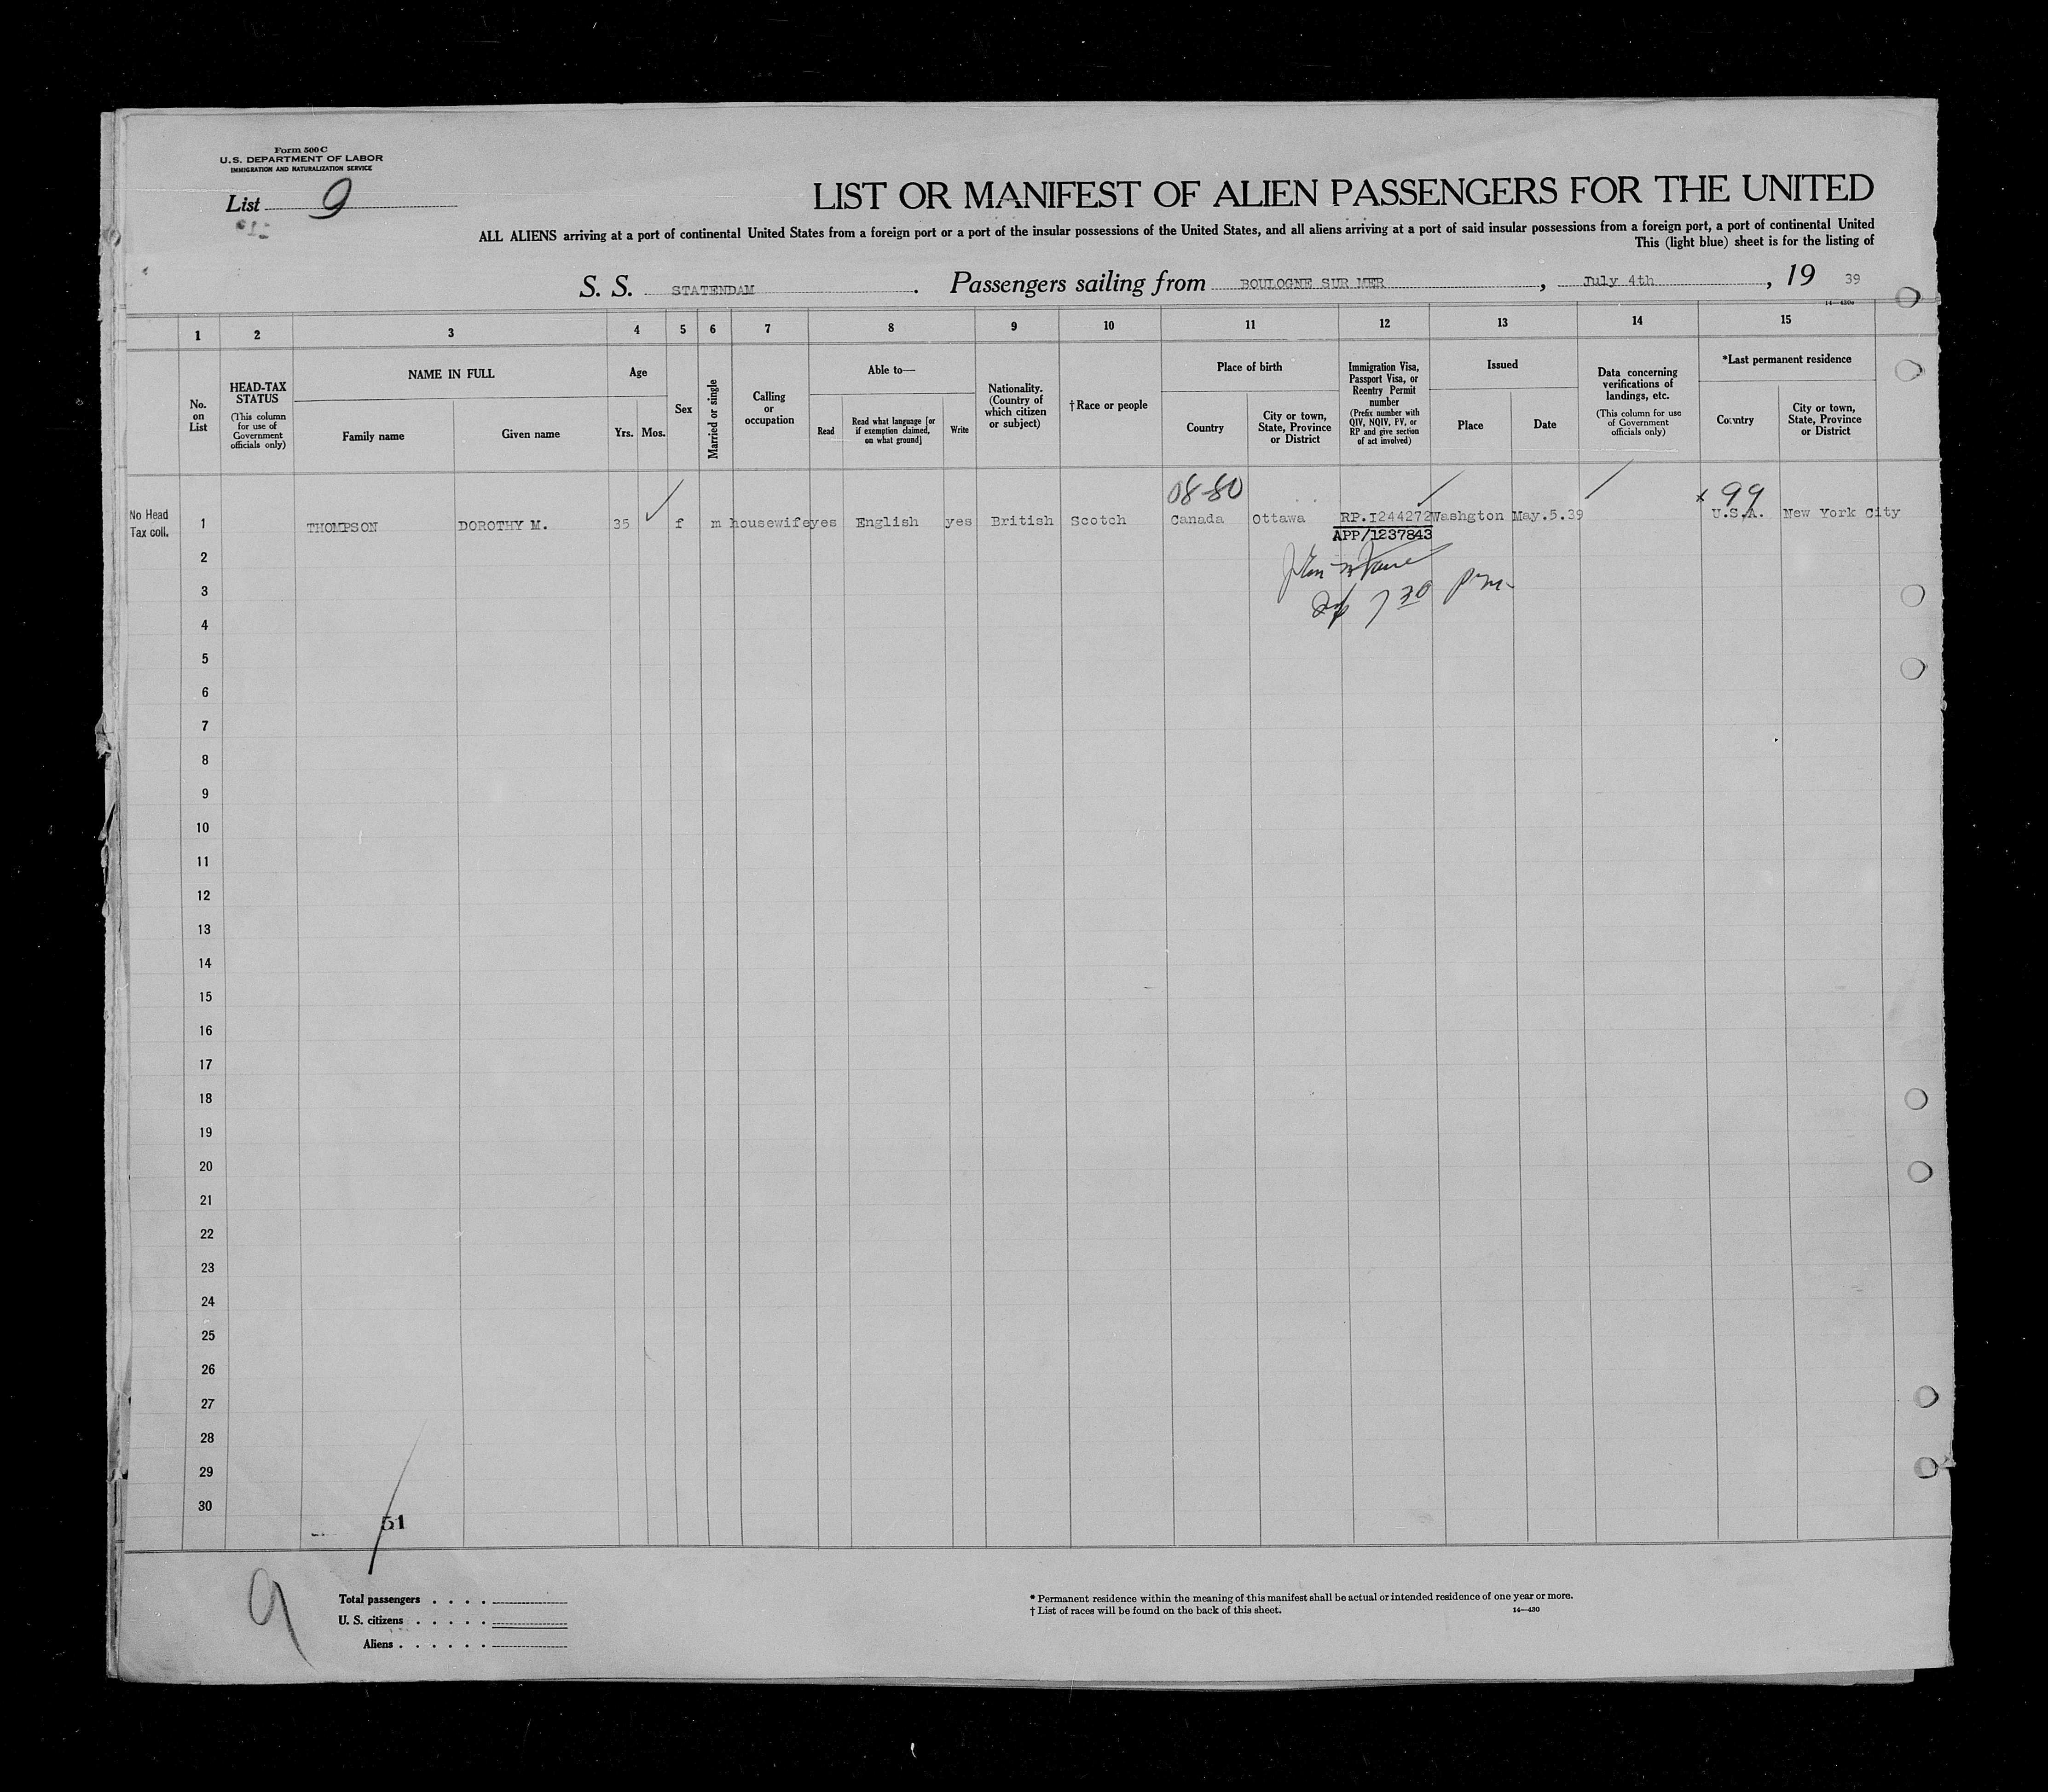 Form 500 C
U.S. DEPARTMENT OF LABOR
IMMIGRATION AND NATURALIZATION SERVICE
List 9
LIST OR MANIFEST OF ALIEN PASSENGERS FOR THE UNITED
ALL ALIENS arriving at a port of continental United States from a foreign port or a port of the insular possessions of the United States, and all aliens arriving at a port of said insular possessions from a foreign port, a port of continental United
This (light blue) sheet is for the listing of
S. S. STATENDAM. Passengers sailing from BOULOGNE SUR MER, July 4th, 19 39
1 2 3 4 5 6 7 8 9 10 11 12 13 14 15
No. on List
HEAD-TAX STATUS (This column for use of Government officials only)
NAME IN FULL
Family name
Given name
Age
Yrs. Mos.
Sex
Married or single
Calling or occupation
Able to—
Read
Read what language [or if exemption claimed, on what ground]
Write
Nationality. (Country of which citizen or subject)
†Race or people
Place of birth
Country
City or town, State, Province or District
Immigration Visa, Passport Visa, or Reentry Permit number (Prefix number with QIV, NQIV, PV, or RP and give section of act involved)
Issued
Place
Date
Data concerning verifications of landings, etc. (This column for use of Government officials only)
*Last permanent residence
Country
City or town, State, Province or District
08-80
x 99
No Head Tax coll.
1 THOMPSON DOROTHY M. 35 f m housewife yes English yes British Scotch Canada Ottawa RP.I244272 Washgton May.5.39 U.S.A. New York City
APP/1237843
2
7 30 pm
3
4
5
6
7
8
9
10
11
12
13
14
15
16
17
18
19
20
21
22
23
24
25
26
27
28
29
30
51
9
Total passengers . . . .
U. S. citizens . . . . .
Aliens . . . . . .
* Permanent residence within the meaning of this manifest shall be actual or intended residence of one year or more.
† List of races will be found on the back of this sheet.
14—430